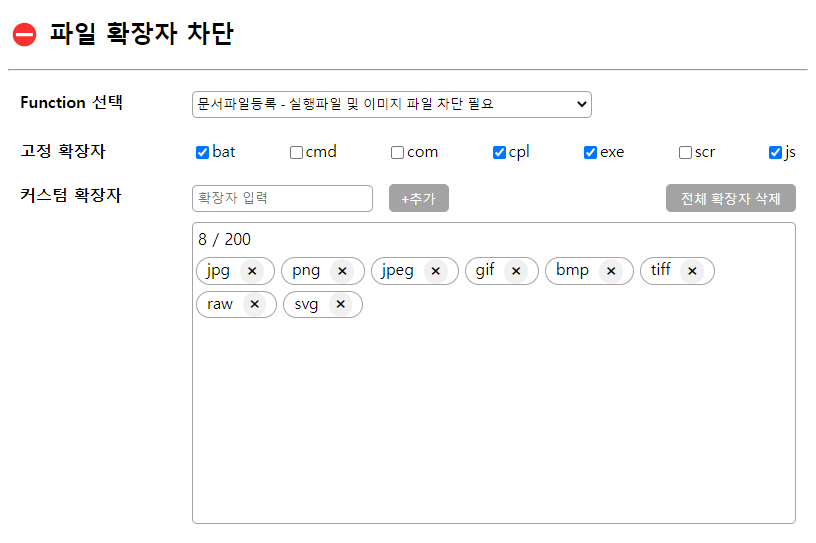 파일 확장자 차단
Function 선택 문서파일등록 - 실행파일 및 이미지 파일 차단 필요
고정 확장자 bat cmd com cpl exe scr js
커스텀 확장자 확장자 입력 +추가 전체 확장자 삭제
8 / 200
jpg × png × jpeg × gif × bmp × tiff ×
raw × svg ×